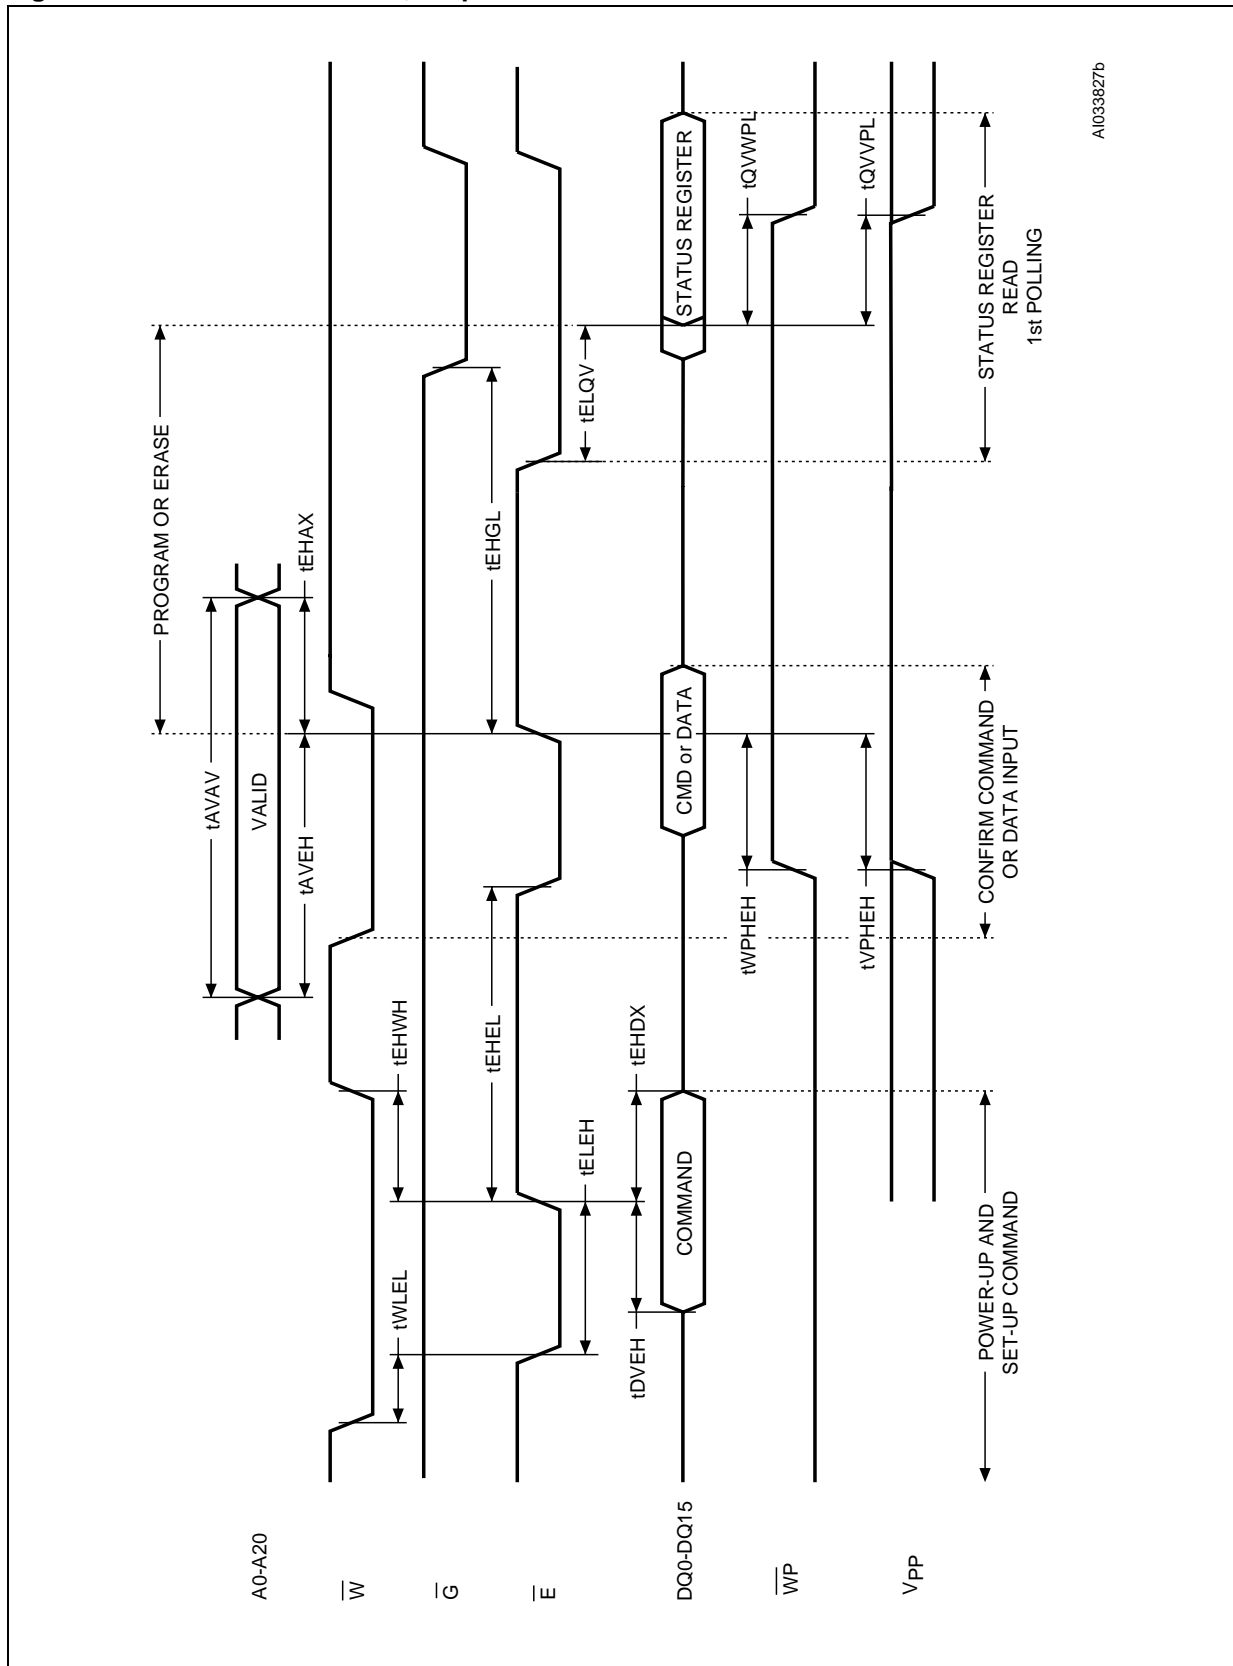 PROGRAM OR ERASE
tAVAV
A0-A20
VALID
tAVEH
tEHAX
W̅
tWLEL
tEHWH
G̅
tEHEL
tEHGL
E̅
tELEH
tELQV
tDVEH
tEHDX
DQ0-DQ15
COMMAND
CMD or DATA
STATUS REGISTER
tWPHEH
tQVWPL
W̅P̅
tVPHEH
tQVVPL
VPP
POWER-UP AND
SET-UP COMMAND
CONFIRM COMMAND
OR DATA INPUT
STATUS REGISTER
READ
1st POLLING
AI033827b